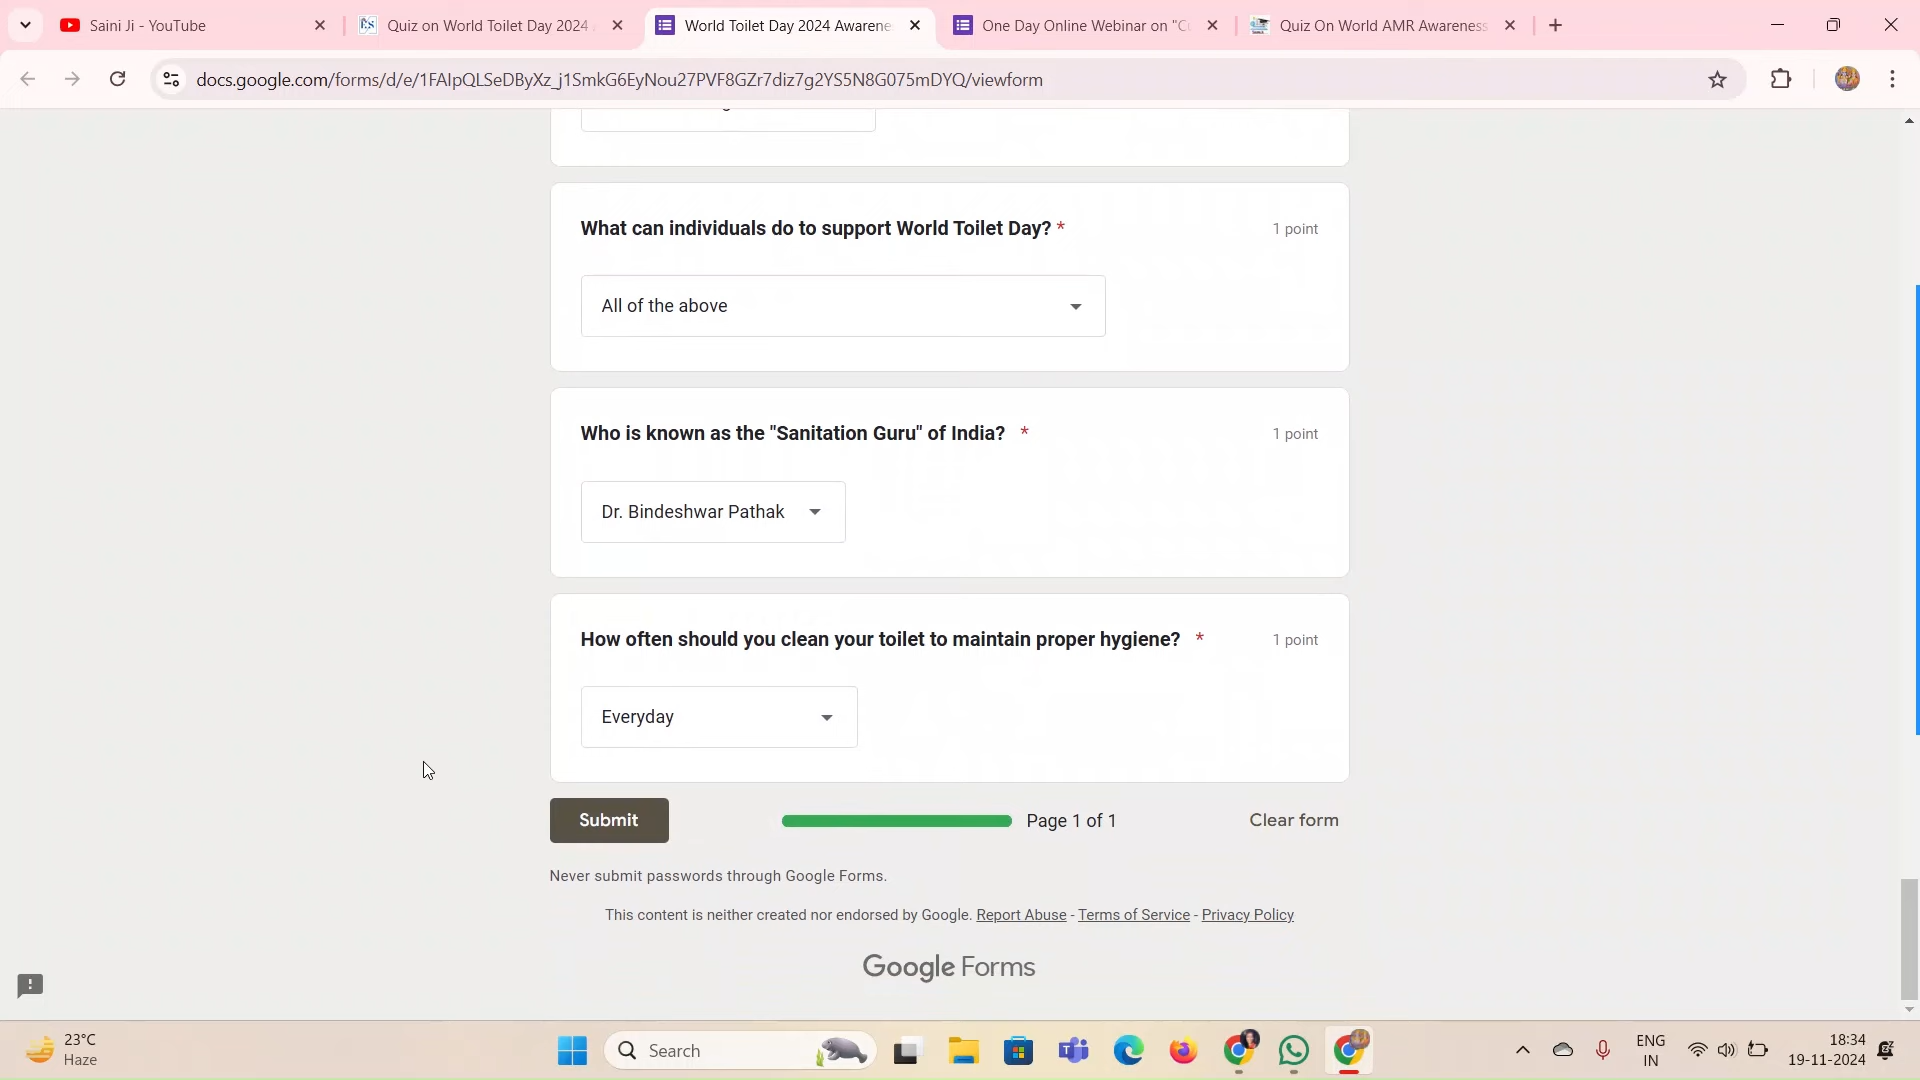 Saini Ji - YouTube
Quiz on World Toilet Day 2024
World Toilet Day 2024 Awarene
One Day Online Webinar on "C
Quiz On World AMR Awareness
docs.google.com/forms/d/e/1FAIpQLSeDByXz_j1SmkG6EyNou27PVF8GZr7diz7g2YS5N8G075mDYQ/viewform
What can individuals do to support World Toilet Day? *
1 point
All of the above
Who is known as the "Sanitation Guru" of India? *
1 point
Dr. Bindeshwar Pathak
How often should you clean your toilet to maintain proper hygiene? *
1 point
Everyday
Submit
Page 1 of 1
Clear form
Never submit passwords through Google Forms.
This content is neither created nor endorsed by Google. Report Abuse - Terms of Service - Privacy Policy
Google Forms
23°C
Haze
Search
ENG
IN
18:34
19-11-2024